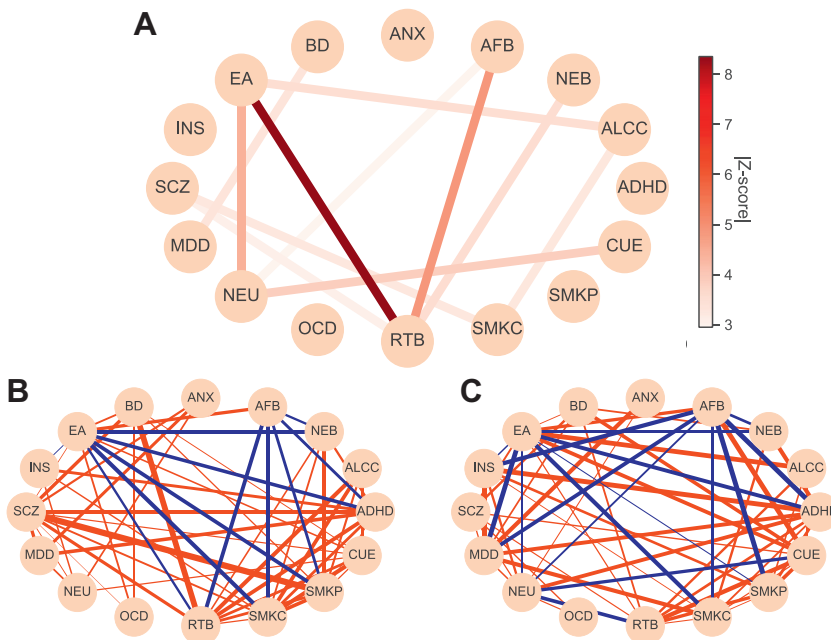 A
ANX
BD
AFB
EA
NEB
INS
ALCC
SCZ
ADHD
MDD
CUE
NEU
SMKP
OCD
SMKC
RTB
8
7
6
5
4
3
|Z-score|
B
ANX
BD
AFB
EA
NEB
INS
ALCC
SCZ
ADHD
MDD
CUE
NEU
SMKP
OCD
SMKC
RTB
C
ANX
BD
AFB
EA
NEB
INS
ALCC
SCZ
ADHD
MDD
CUE
NEU
SMKP
OCD
SMKC
RTB